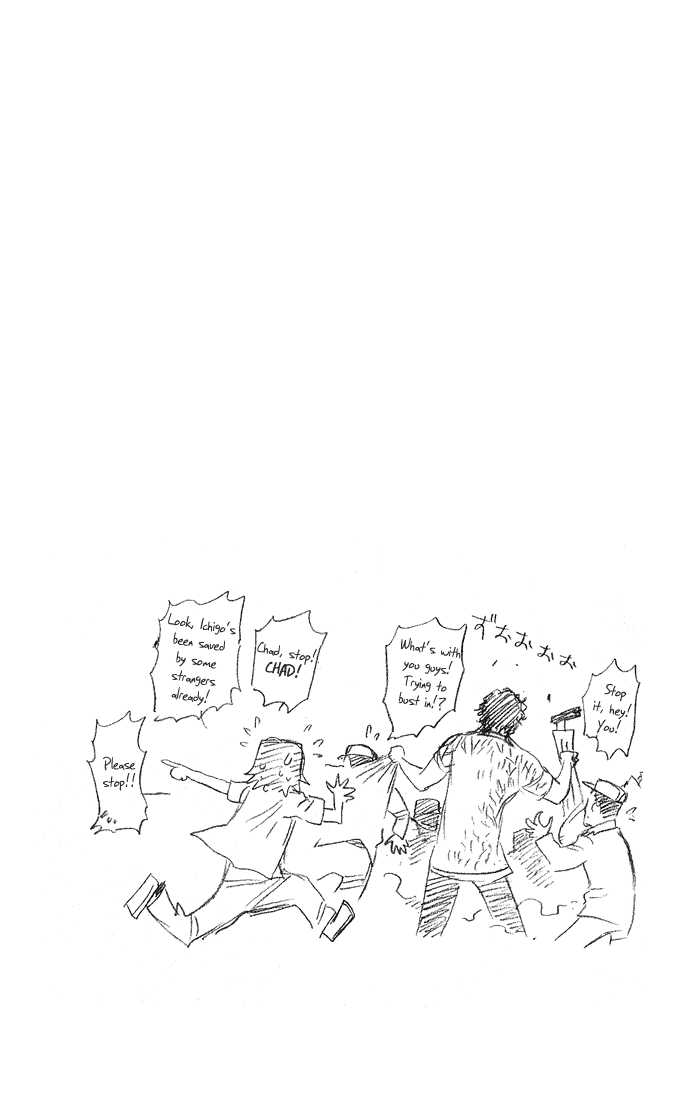 Look, Ichigo's
been saved
by some
strangers
already!
Chad, stop!
CHAD!
What's with
you guys!
Trying to
bust in!?
ずおおおお
Stop
it, hey!
You!
Please
stop!!